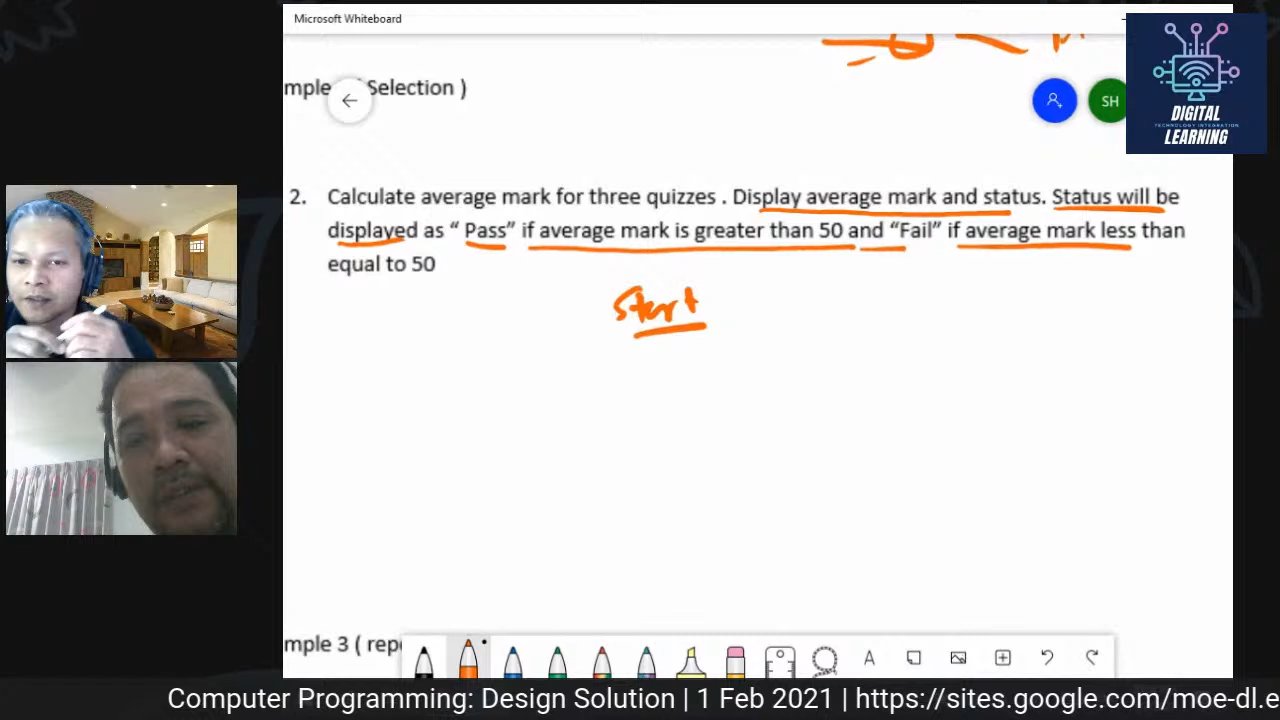 Microsoft Whiteboard
mple
Selection )
SH
DIGITAL
TECHNOLOGY INTEGRATION
LEARNING
2. Calculate average mark for three quizzes . Display average mark and status. Status will be
displayed as “ Pass” if average mark is greater than 50 and “Fail” if average mark less than
equal to 50
Start
mple 3 ( rep
A
Computer Programming: Design Solution | 1 Feb 2021 | https://sites.google.com/moe-dl.e